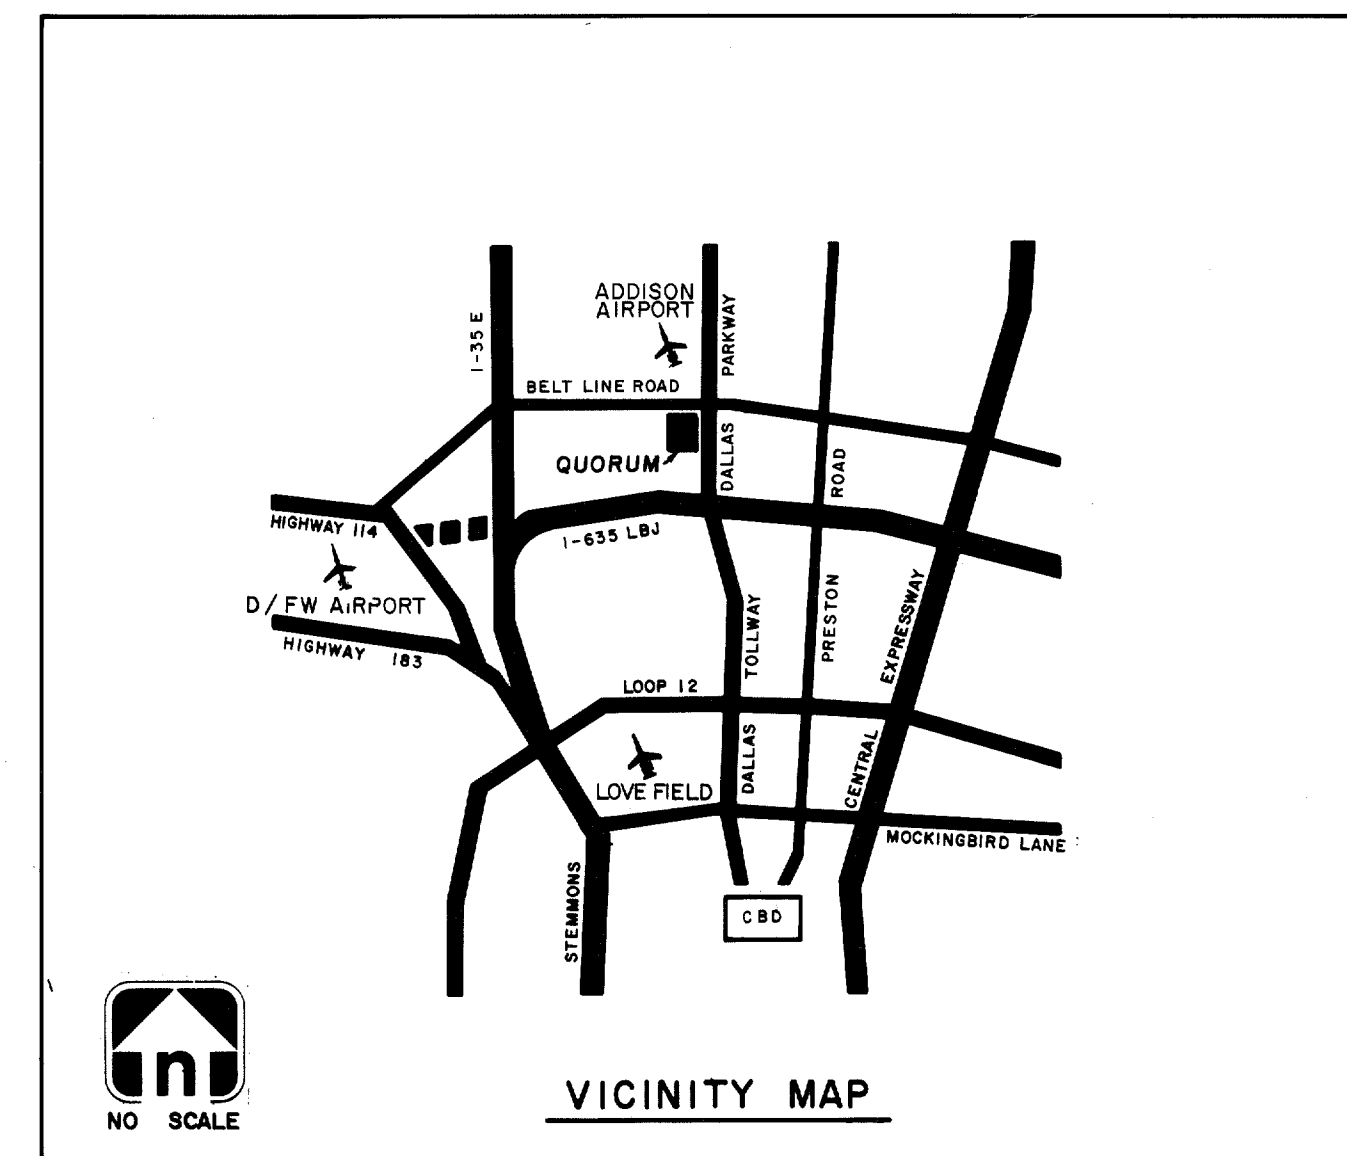 ADDISON
AIRPORT
I-35 E
PARKWAY
BELT LINE ROAD
DALLAS
QUORUM
ROAD
HIGHWAY 114
I-635 LBJ
D/FW AIRPORT
HIGHWAY 183
TOLLWAY
PRESTON
EXPRESSWAY
LOOP 12
DALLAS
CENTRAL
LOVE FIELD
MOCKINGBIRD LANE
STEMMONS
CBD
n
NO SCALE
VICINITY MAP